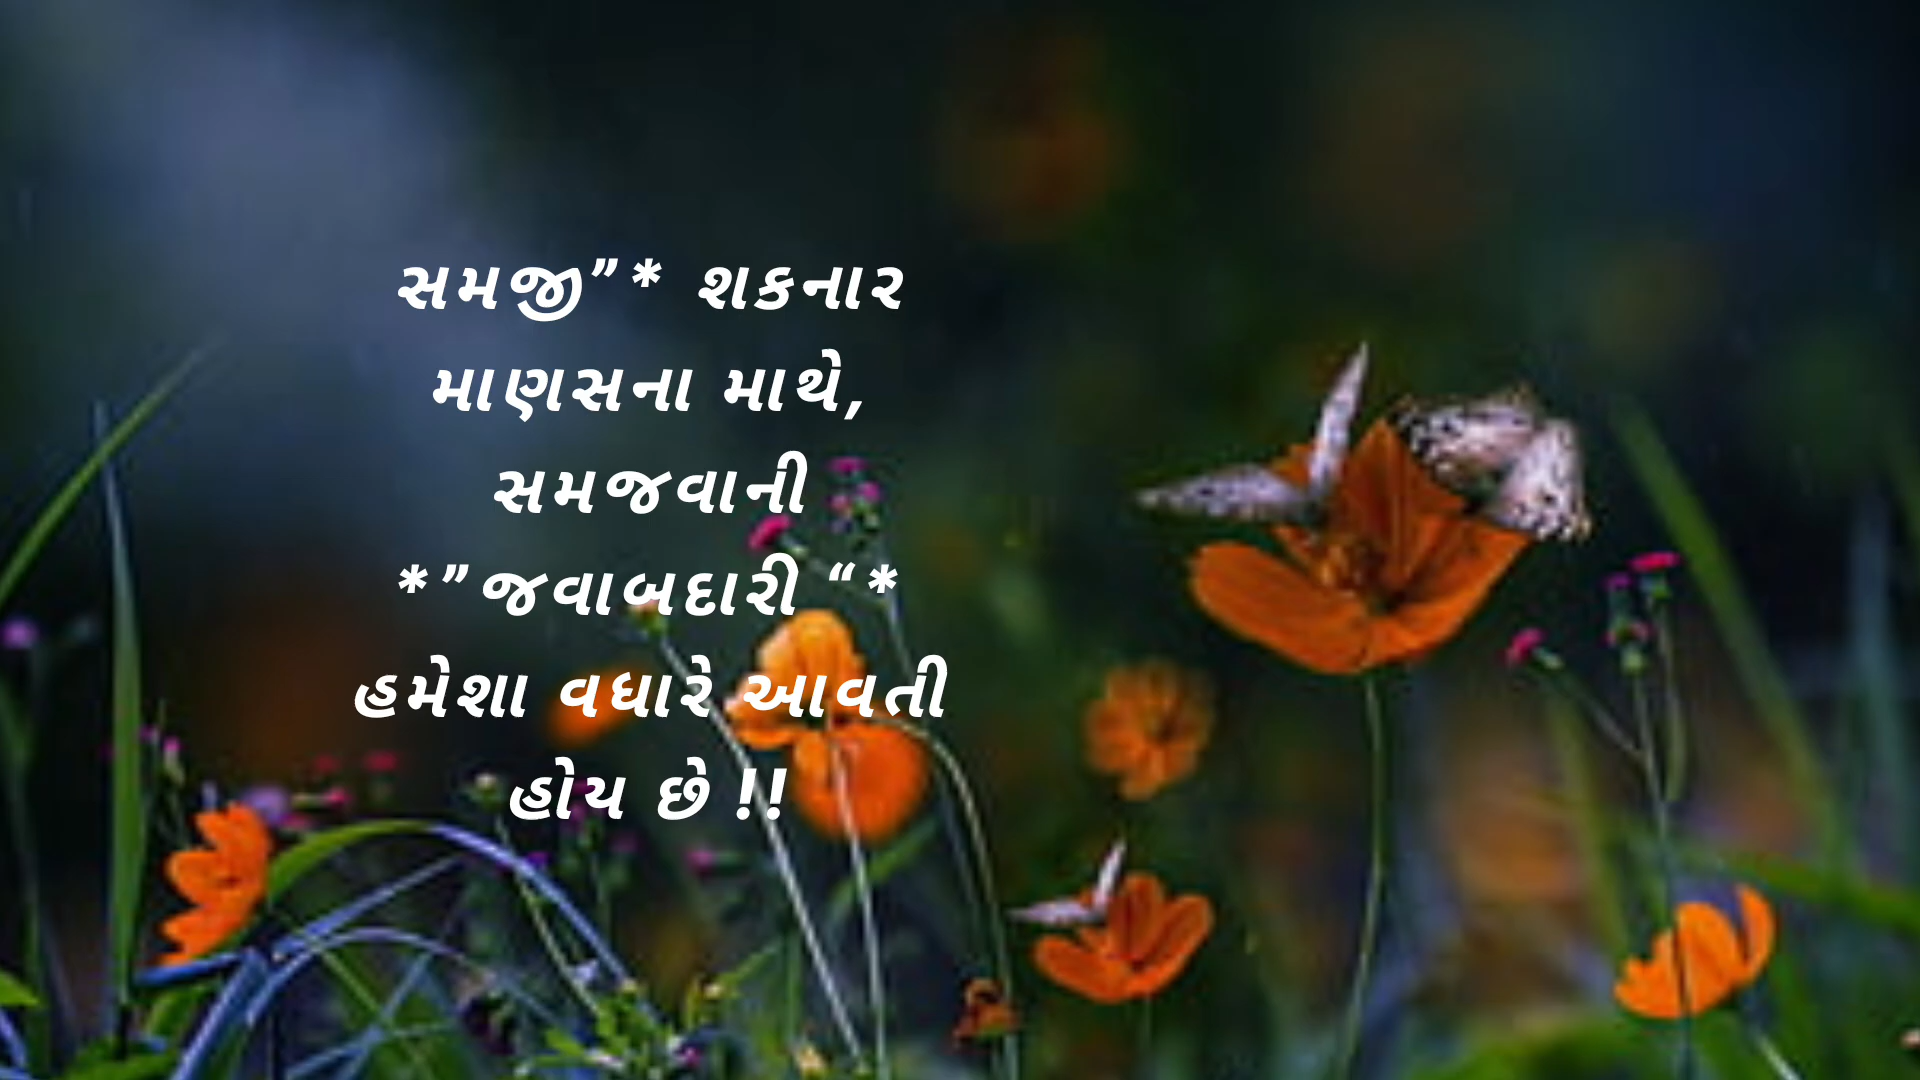 સમજી”* શકનાર
માણસના માથે,
સમજવાની
*”જવાબદારી “*
હમેશા વધારે આવતી
હોય છે !!